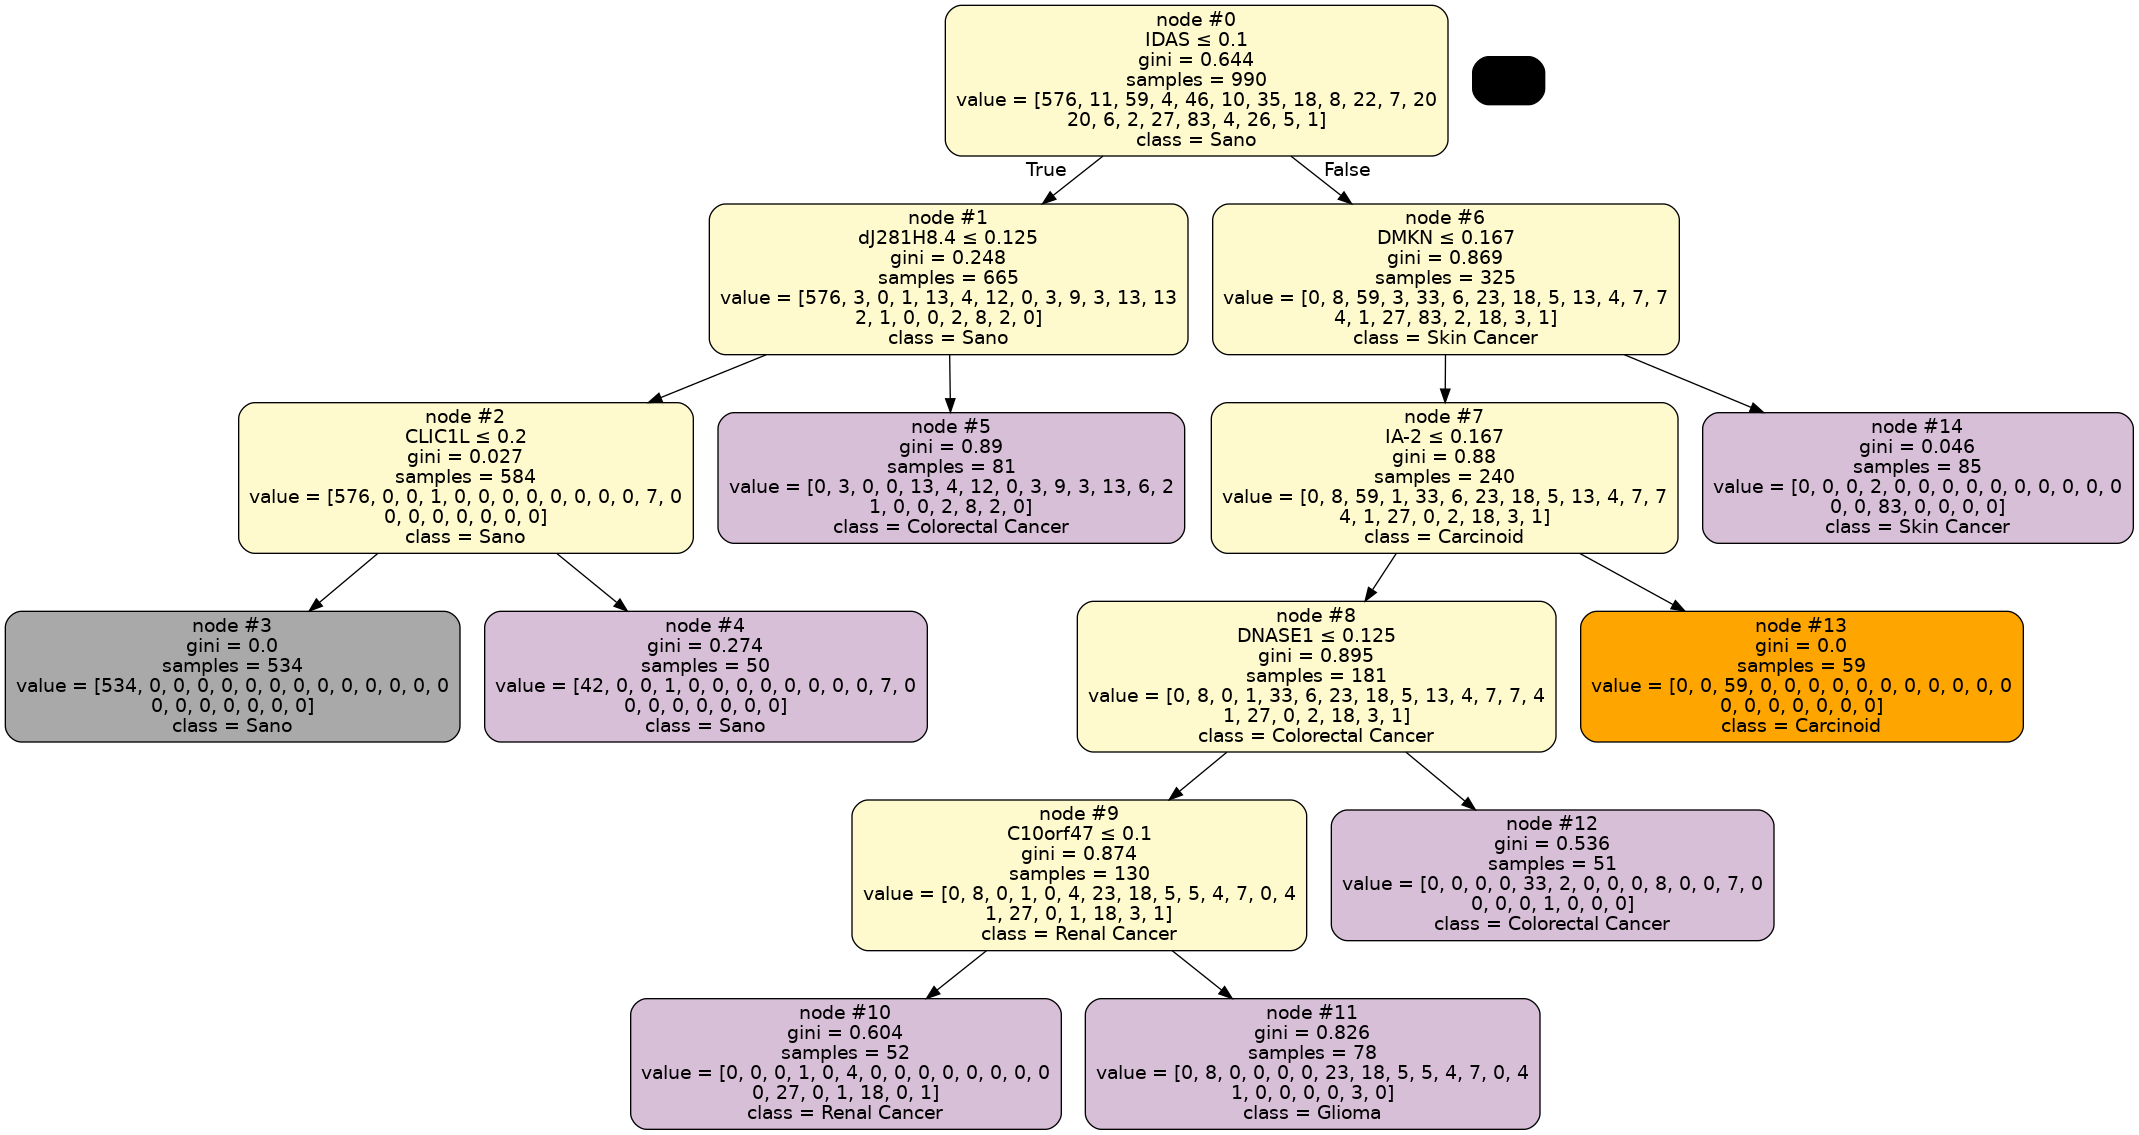 node #0
IDAS ≤ 0.1
gini = 0.644
samples = 990
value = [576, 11, 59, 4, 46, 10, 35, 18, 8, 22, 7, 20
20, 6, 2, 27, 83, 4, 26, 5, 1]
class = Sano
True
False
node #1
dJ281H8.4 ≤ 0.125
gini = 0.248
samples = 665
value = [576, 3, 0, 1, 13, 4, 12, 0, 3, 9, 3, 13, 13
2, 1, 0, 0, 2, 8, 2, 0]
class = Sano
node #6
DMKN ≤ 0.167
gini = 0.869
samples = 325
value = [0, 8, 59, 3, 33, 6, 23, 18, 5, 13, 4, 7, 7
4, 1, 27, 83, 2, 18, 3, 1]
class = Skin Cancer
node #2
CLIC1L ≤ 0.2
gini = 0.027
samples = 584
value = [576, 0, 0, 1, 0, 0, 0, 0, 0, 0, 0, 0, 7, 0
0, 0, 0, 0, 0, 0, 0]
class = Sano
node #5
gini = 0.89
samples = 81
value = [0, 3, 0, 0, 13, 4, 12, 0, 3, 9, 3, 13, 6, 2
1, 0, 0, 2, 8, 2, 0]
class = Colorectal Cancer
node #7
IA-2 ≤ 0.167
gini = 0.88
samples = 240
value = [0, 8, 59, 1, 33, 6, 23, 18, 5, 13, 4, 7, 7
4, 1, 27, 0, 2, 18, 3, 1]
class = Carcinoid
node #14
gini = 0.046
samples = 85
value = [0, 0, 0, 2, 0, 0, 0, 0, 0, 0, 0, 0, 0, 0
0, 0, 83, 0, 0, 0, 0]
class = Skin Cancer
node #3
gini = 0.0
samples = 534
value = [534, 0, 0, 0, 0, 0, 0, 0, 0, 0, 0, 0, 0, 0
0, 0, 0, 0, 0, 0, 0]
class = Sano
node #4
gini = 0.274
samples = 50
value = [42, 0, 0, 1, 0, 0, 0, 0, 0, 0, 0, 0, 7, 0
0, 0, 0, 0, 0, 0, 0]
class = Sano
node #8
DNASE1 ≤ 0.125
gini = 0.895
samples = 181
value = [0, 8, 0, 1, 33, 6, 23, 18, 5, 13, 4, 7, 7, 4
1, 27, 0, 2, 18, 3, 1]
class = Colorectal Cancer
node #13
gini = 0.0
samples = 59
value = [0, 0, 59, 0, 0, 0, 0, 0, 0, 0, 0, 0, 0, 0
0, 0, 0, 0, 0, 0, 0]
class = Carcinoid
node #9
C10orf47 ≤ 0.1
gini = 0.874
samples = 130
value = [0, 8, 0, 1, 0, 4, 23, 18, 5, 5, 4, 7, 0, 4
1, 27, 0, 1, 18, 3, 1]
class = Renal Cancer
node #12
gini = 0.536
samples = 51
value = [0, 0, 0, 0, 33, 2, 0, 0, 0, 8, 0, 0, 7, 0
0, 0, 0, 1, 0, 0, 0]
class = Colorectal Cancer
node #10
gini = 0.604
samples = 52
value = [0, 0, 0, 1, 0, 4, 0, 0, 0, 0, 0, 0, 0, 0
0, 27, 0, 1, 18, 0, 1]
class = Renal Cancer
node #11
gini = 0.826
samples = 78
value = [0, 8, 0, 0, 0, 0, 23, 18, 5, 5, 4, 7, 0, 4
1, 0, 0, 0, 0, 3, 0]
class = Glioma